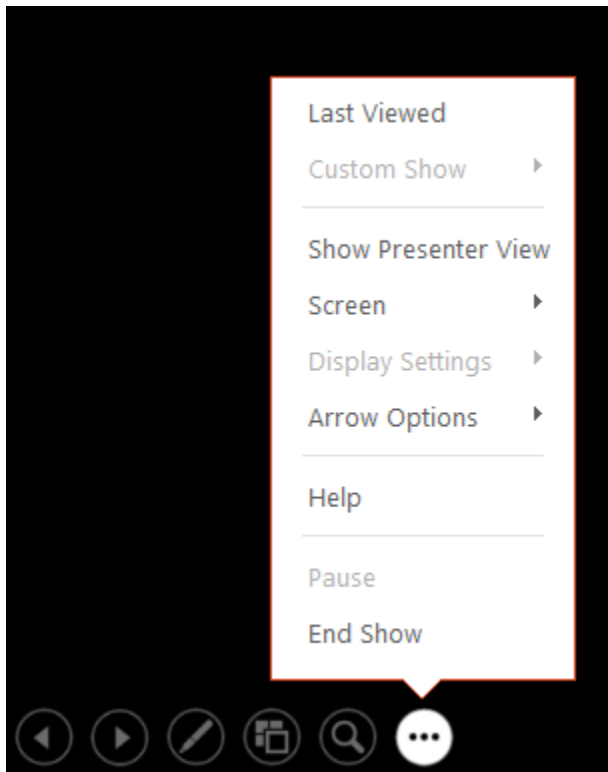 Last Viewed
Custom Show
Show Presenter View
Screen
Display Settings
Arrow Options
Help
Pause
End Show